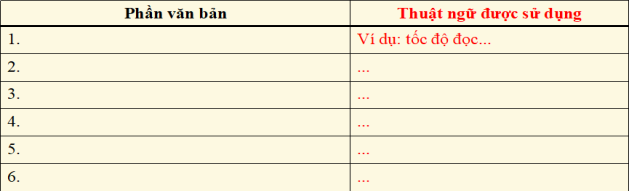 Phần văn bản Thuật ngữ được sử dụng
1. Ví dụ: tốc độ đọc...
2. ...
3. ...
4. ...
5. ...
6. ...